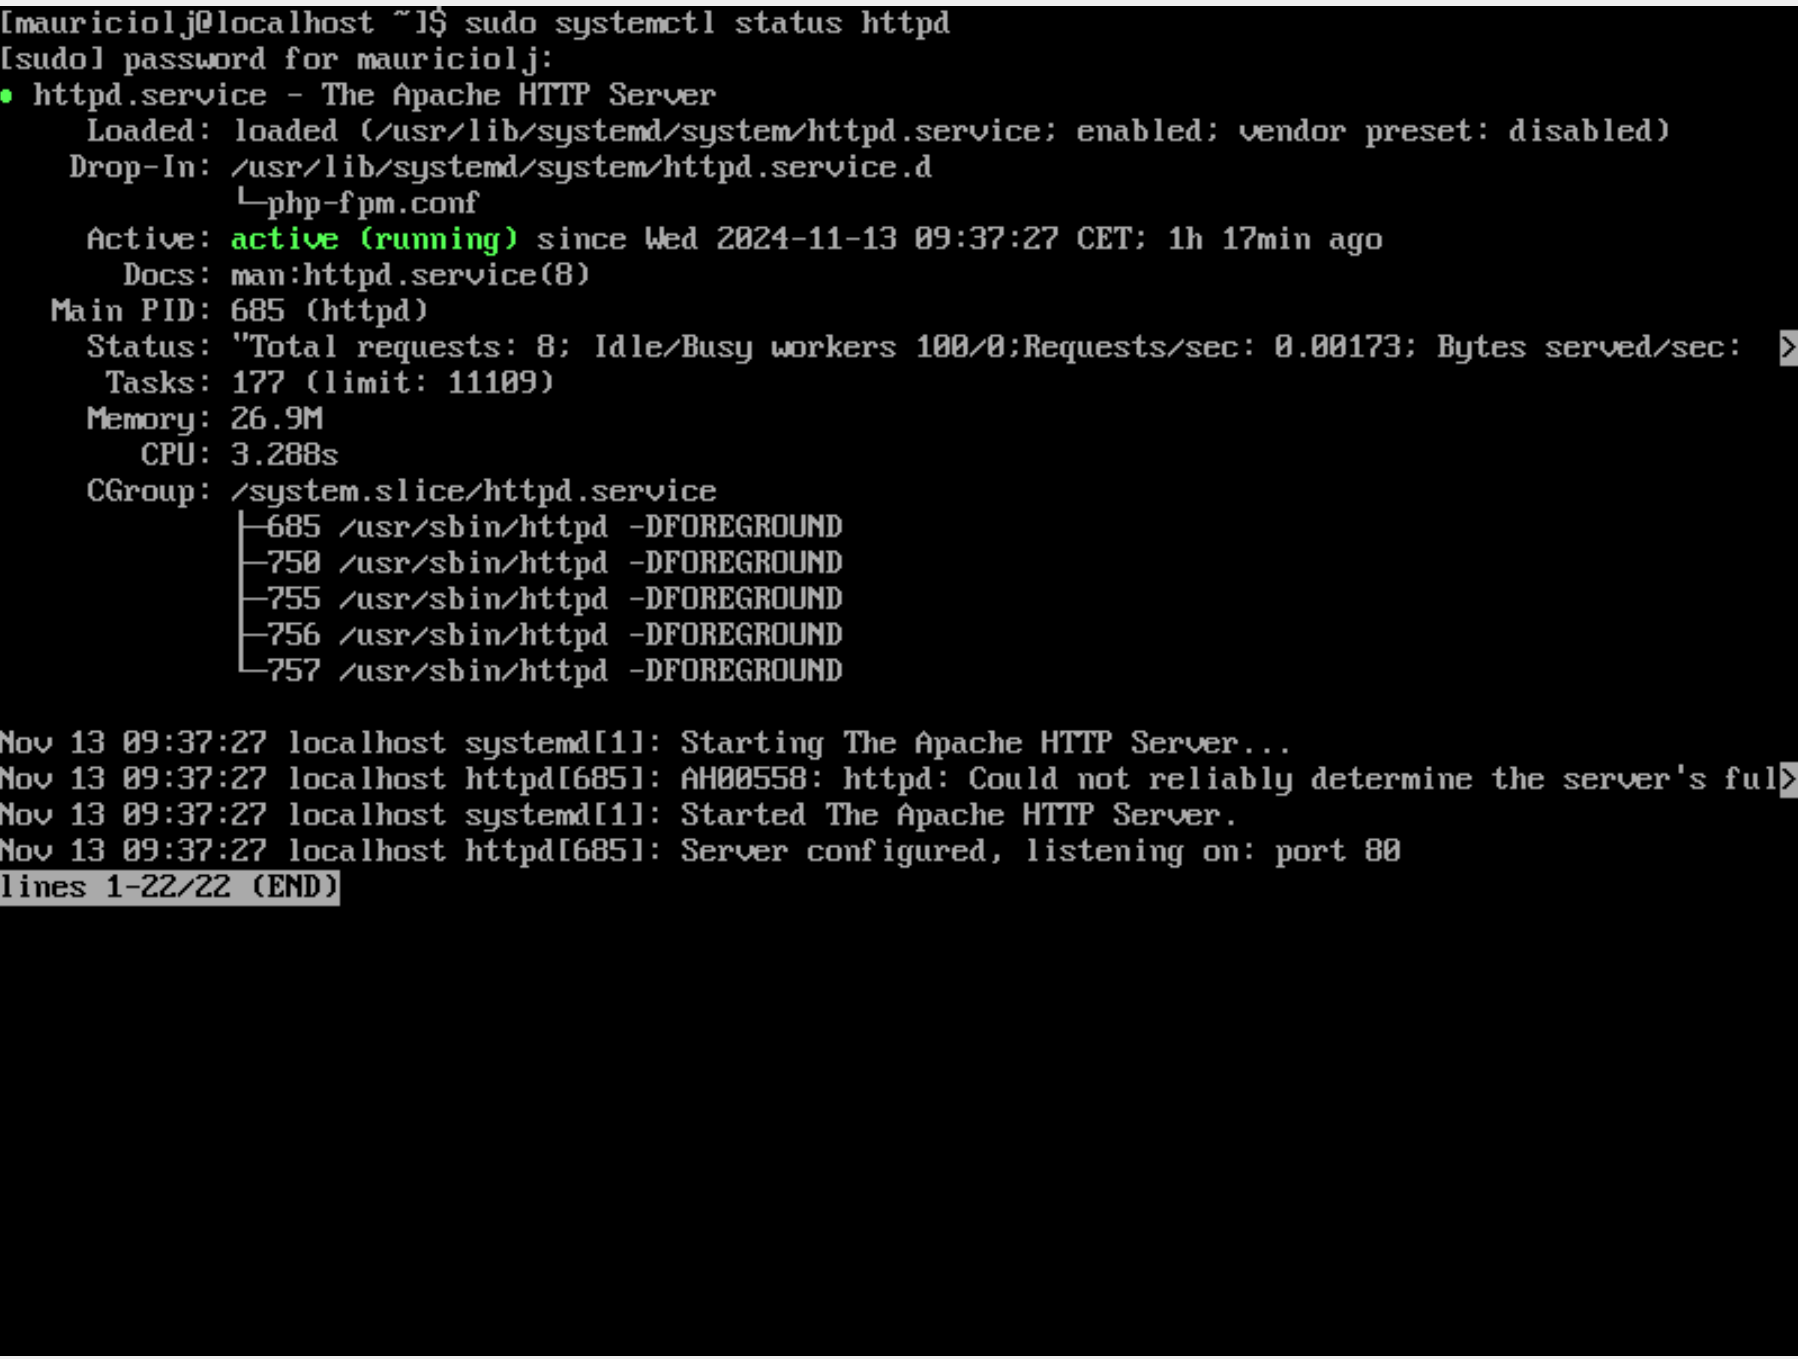 [mauriciolj@localhost ~]$ sudo systemctl status httpd
[sudo] password for mauriciolj:
● httpd.service - The Apache HTTP Server
     Loaded: loaded (/usr/lib/systemd/system/httpd.service; enabled; vendor preset: disabled)
    Drop-In: /usr/lib/systemd/system/httpd.service.d
             └─php-fpm.conf
     Active: active (running) since Wed 2024-11-13 09:37:27 CET; 1h 17min ago
       Docs: man:httpd.service(8)
   Main PID: 685 (httpd)
     Status: "Total requests: 8; Idle/Busy workers 100/0;Requests/sec: 0.00173; Bytes served/sec:  >
      Tasks: 177 (limit: 11109)
     Memory: 26.9M
        CPU: 3.288s
     CGroup: /system.slice/httpd.service
             ├─685 /usr/sbin/httpd -DFOREGROUND
             ├─750 /usr/sbin/httpd -DFOREGROUND
             ├─755 /usr/sbin/httpd -DFOREGROUND
             ├─756 /usr/sbin/httpd -DFOREGROUND
             └─757 /usr/sbin/httpd -DFOREGROUND

Nov 13 09:37:27 localhost systemd[1]: Starting The Apache HTTP Server...
Nov 13 09:37:27 localhost httpd[685]: AH00558: httpd: Could not reliably determine the server's ful>
Nov 13 09:37:27 localhost systemd[1]: Started The Apache HTTP Server.
Nov 13 09:37:27 localhost httpd[685]: Server configured, listening on: port 80
lines 1-22/22 (END)